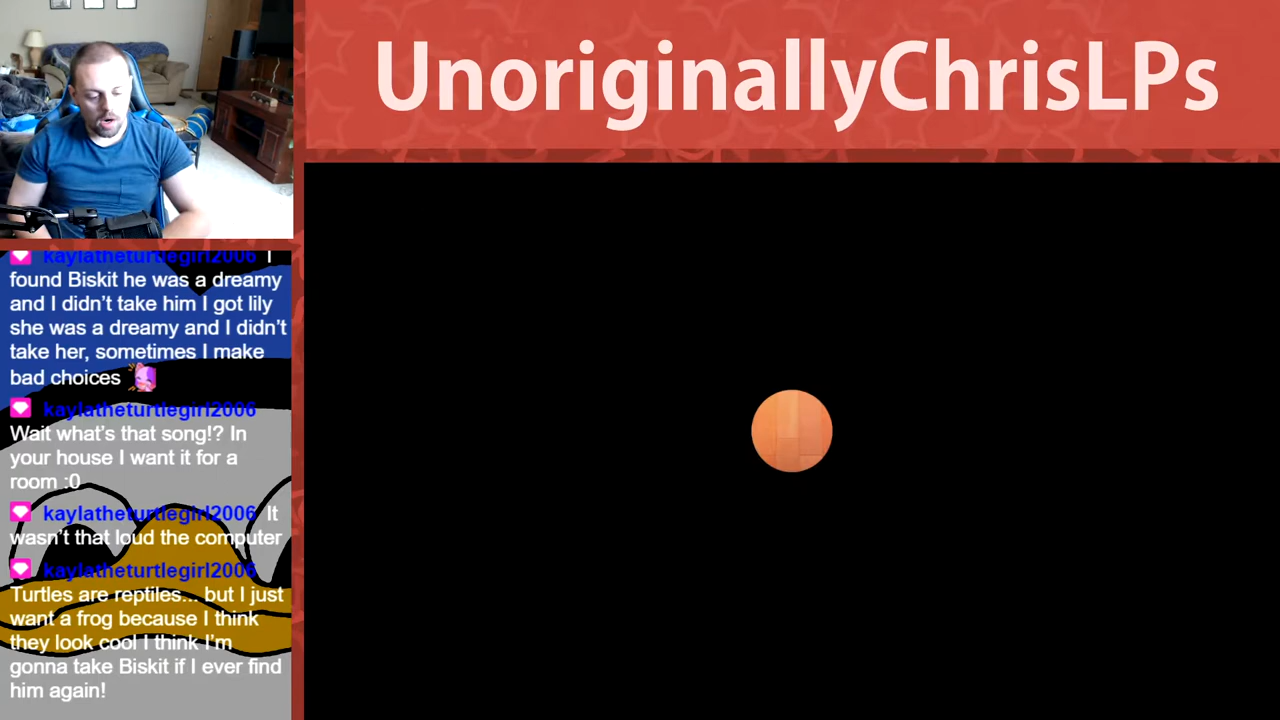 UnoriginallyChrisLPs
kaylatheturtlegirl2006 I
found Biskit he was a dreamy
and I didn't take him I got lily
she was a dreamy and I didn't
take her, sometimes I make
bad choices
kaylatheturtlegirl2006
Wait what's that song!? In
your house I want it for a
room :0
kaylatheturtlegirl2006 It
wasn't that loud the computer
kaylatheturtlegirl2006
Turtles are reptiles... but I just
want a frog because I think
they look cool I think I'm
gonna take Biskit if I ever find
him again!